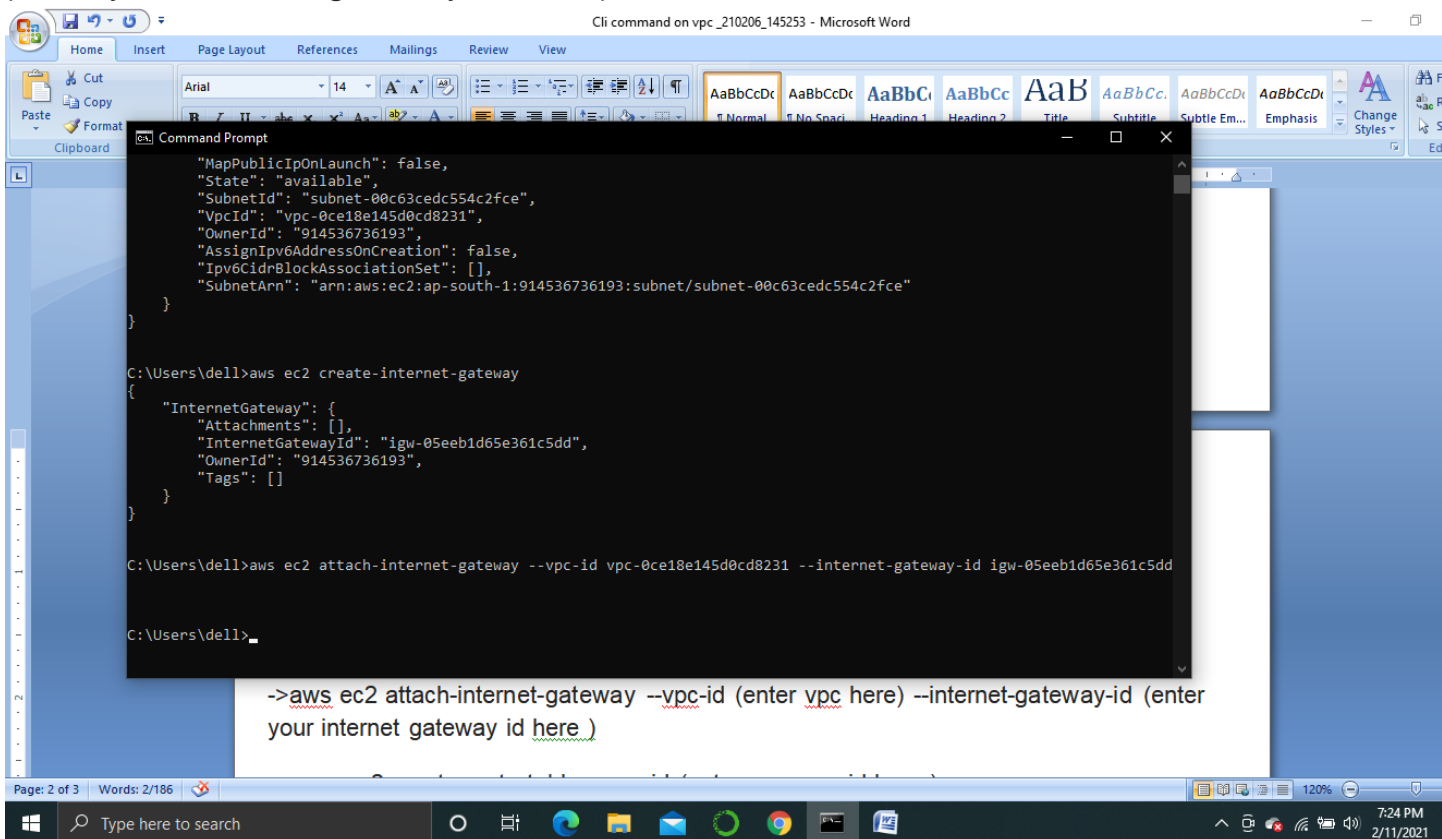 Cli command on vpc _210206_145253 - Microsoft Word
Home Insert Page Layout References Mailings Review View
Cut
Copy
Format
Paste
Clipboard
Arial
14
AaBbCcDc AaBbCcDc AaBbC AaBbCc AaB AaBbCc. AaBbCcDc AaBbCcDc
¶ Normal ¶ No Spaci... Heading 1 Heading 2 Title Subtitle Subtle Em... Emphasis
Change
Styles
Ed
Command Prompt
"MapPublicIpOnLaunch": false,
"State": "available",
"SubnetId": "subnet-00c63cedc554c2fce",
"VpcId": "vpc-0ce18e145d0cd8231",
"OwnerId": "914536736193",
"AssignIpv6AddressOnCreation": false,
"Ipv6CidrBlockAssociationSet": [],
"SubnetArn": "arn:aws:ec2:ap-south-1:914536736193:subnet/subnet-00c63cedc554c2fce"
}
}
C:\Users\dell>aws ec2 create-internet-gateway
{
"InternetGateway": {
"Attachments": [],
"InternetGatewayId": "igw-05eeb1d65e361c5dd",
"OwnerId": "914536736193",
"Tags": []
}
}
C:\Users\dell>aws ec2 attach-internet-gateway --vpc-id vpc-0ce18e145d0cd8231 --internet-gateway-id igw-05eeb1d65e361c5dd
C:\Users\dell>
->aws ec2 attach-internet-gateway --vpc-id (enter vpc here) --internet-gateway-id (enter
your internet gateway id here )
Page: 2 of 3 Words: 2/186
120%
Type here to search
7:24 PM
2/11/2021